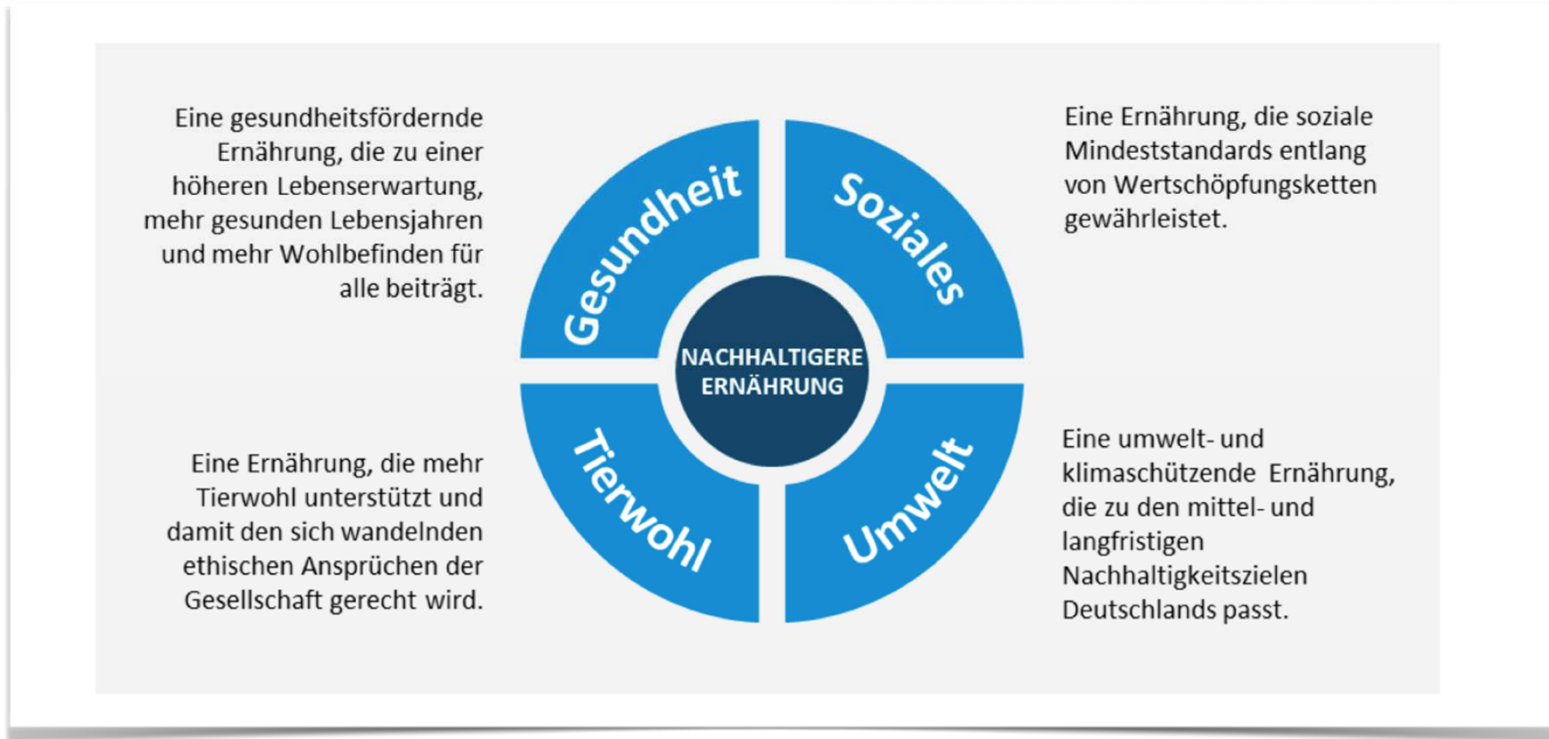 Eine gesundheitsfördernde
Ernährung, die zu einer
höheren Lebenserwartung,
mehr gesunden Lebensjahren
und mehr Wohlbefinden für
alle beiträgt.
Gesundheit
Soziales
Eine Ernährung, die soziale
Mindeststandards entlang
von Wertschöpfungsketten
gewährleistet.
NACHHALTIGERE
ERNÄHRUNG
Eine Ernährung, die mehr
Tierwohl unterstützt und
damit den sich wandelnden
ethischen Ansprüchen der
Gesellschaft gerecht wird.
Tierwohl
Umwelt
Eine umwelt- und
klimaschützende Ernährung,
die zu den mittel- und
langfristigen
Nachhaltigkeitszielen
Deutschlands passt.